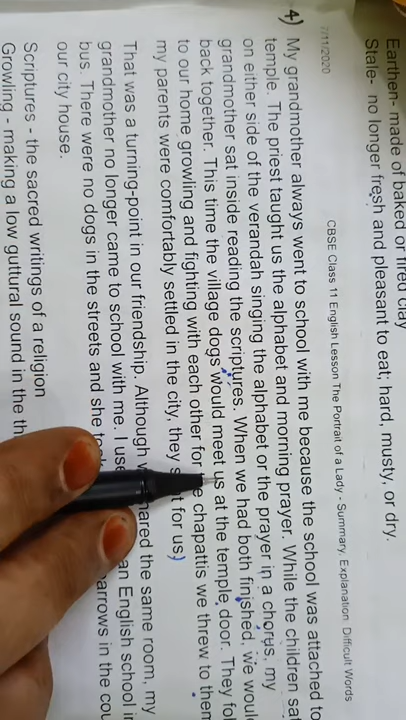 Earthen- made of baked or fired clay
Stale- no longer fresh and pleasant to eat; hard, musty, or dry.
7/11/2020 CBSE Class 11 English Lesson The Portrait of a Lady - Summary, Explanation, Difficult Words
4) My grandmother always went to school with me because the school was attached to
temple. The priest taught us the alphabet and morning prayer. While the children sat
on either side of the verandah singing the alphabet or the prayer in a chorus, my
grandmother sat inside reading the scriptures. When we had both finished, we would
back together. This time the village dogs would meet us at the temple door. They
to our home growling and fighting with each other for the chapattis we threw to them
my parents were comfortably settled in the city, they for us)
That was a turning-point in our friendship. Although shared the same room, my
grandmother no longer came to school with me. I an English school
bus. There were no dogs in the streets and she in the
our city house.
Scriptures - the sacred writings of a religion
Growling - making a low guttural sound in the